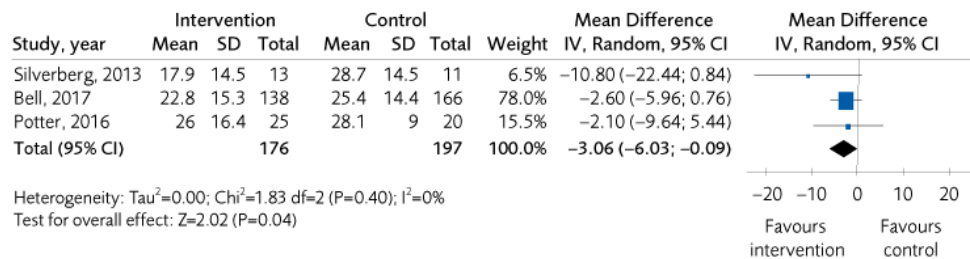 Intervention Control Mean Difference Mean Difference
Study, year Mean SD Total Mean SD Total Weight IV, Random, 95% CI IV, Random, 95% CI
Silverberg, 2013 17.9 14.5 13 28.7 14.5 11 6.5% −10.80 (−22.44; 0.84)
Bell, 2017 22.8 15.3 138 25.4 14.4 166 78.0% −2.60 (−5.96; 0.76)
Potter, 2016 26 16.4 25 28.1 9 20 15.5% −2.10 (−9.64; 5.44)
Total (95% CI) 176 197 100.0% −3.06 (−6.03; −0.09)
Heterogeneity: Tau²=0.00; Chi²=1.83 df=2 (P=0.40); I²=0%
Test for overall effect: Z=2.02 (P=0.04)
−20 −10 0 10 20
Favours Favours
intervention control